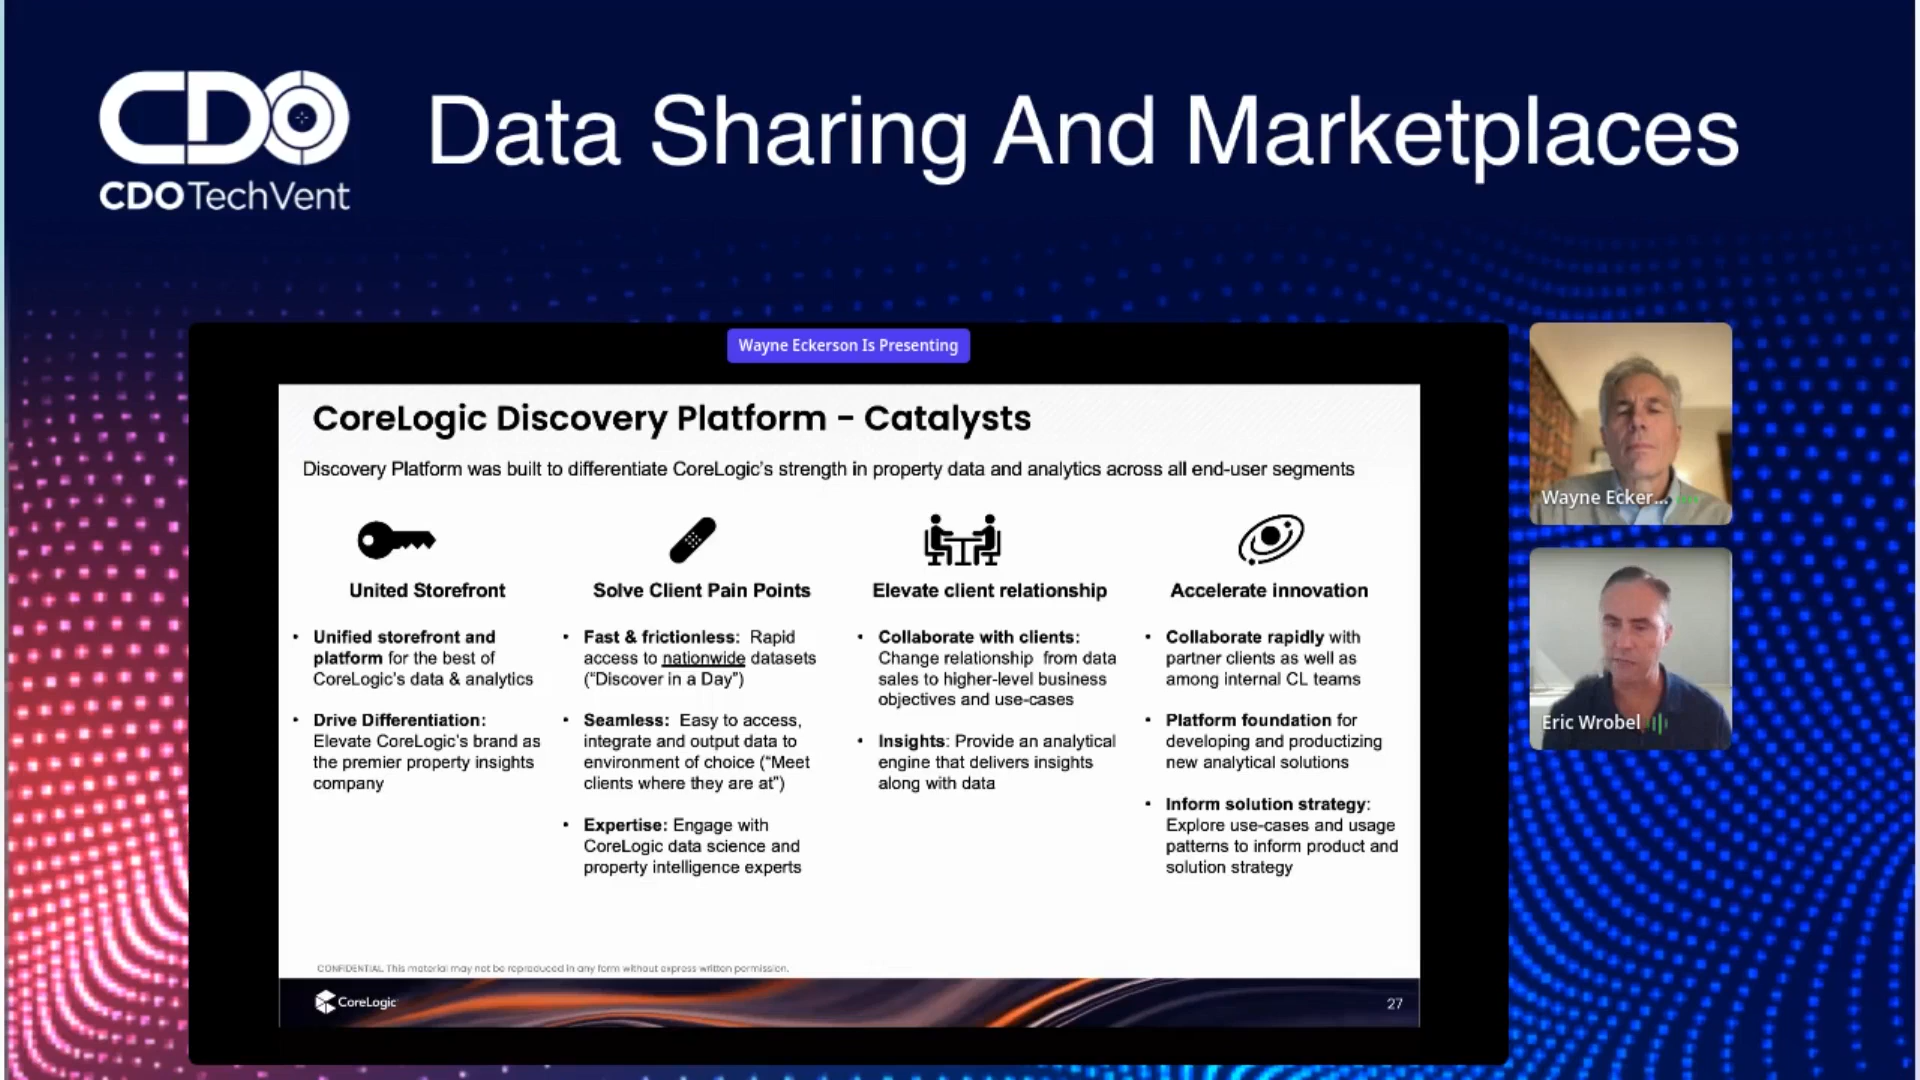 CDO
CDO TechVent
Data Sharing And Marketplaces
Wayne Eckerson Is Presenting
CoreLogic Discovery Platform – Catalysts
Discovery Platform was built to differentiate CoreLogic's strength in property data and analytics across all end-user segments
United Storefront
• Unified storefront and
platform for the best of
CoreLogic's data & analytics
• Drive Differentiation:
Elevate CoreLogic's brand as
the premier property insights
company
Solve Client Pain Points
• Fast & frictionless: Rapid
access to nationwide datasets
("Discover in a Day")
• Seamless: Easy to access,
integrate and output data to
environment of choice ("Meet
clients where they are at")
• Expertise: Engage with
CoreLogic data science and
property intelligence experts
Elevate client relationship
• Collaborate with clients:
Change relationship from data
sales to higher-level business
objectives and use-cases
• Insights: Provide an analytical
engine that delivers insights
along with data
Accelerate innovation
• Collaborate rapidly with
partner clients as well as
among internal CL teams
• Platform foundation for
developing and productizing
new analytical solutions
• Inform solution strategy:
Explore use-cases and usage
patterns to inform product and
solution strategy
CONFIDENTIAL This material may not be reproduced in any form without express written permission.
CoreLogic
27
Wayne Ecker...
Eric Wrobel